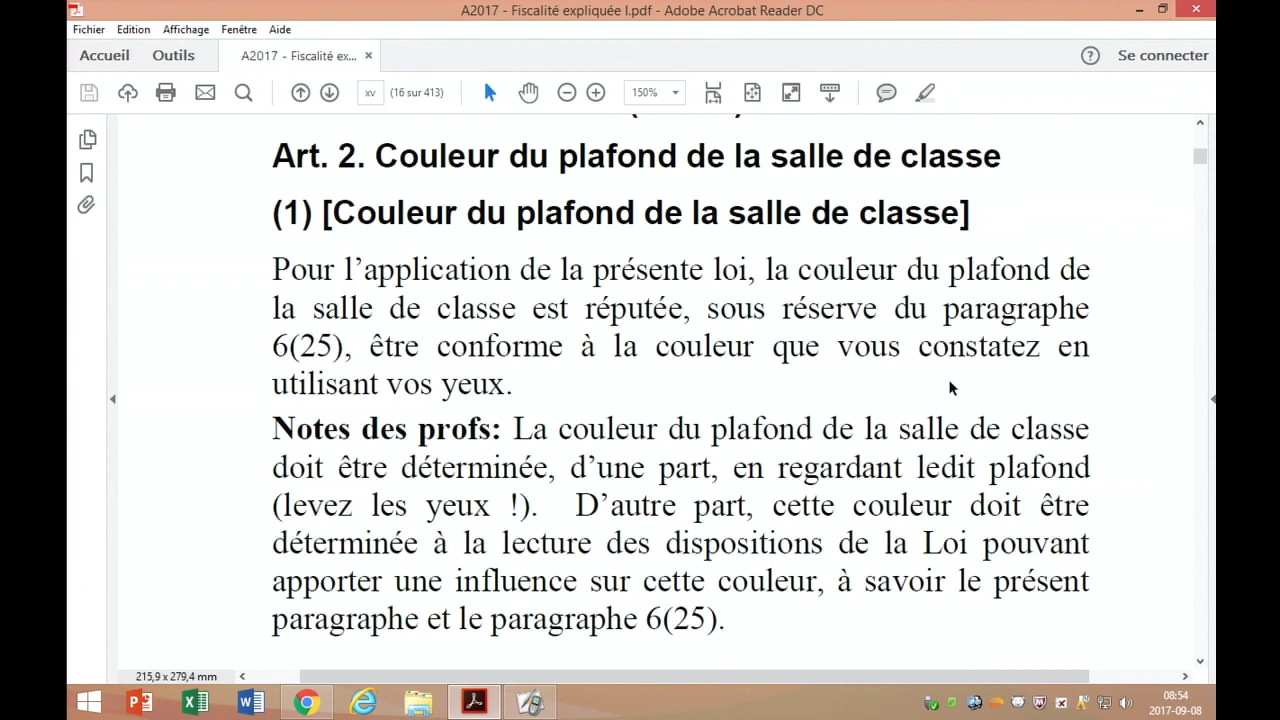 A2017 - Fiscalité expliquée I.pdf - Adobe Acrobat Reader DC
Fichier Edition Affichage Fenêtre Aide
Accueil Outils A2017 - Fiscalité ex... × Se connecter
xv (16 sur 413) 150%
Art. 2. Couleur du plafond de la salle de classe
(1) [Couleur du plafond de la salle de classe]
Pour l’application de la présente loi, la couleur du plafond de
la salle de classe est réputée, sous réserve du paragraphe
6(25), être conforme à la couleur que vous constatez en
utilisant vos yeux.
Notes des profs: La couleur du plafond de la salle de classe
doit être déterminée, d’une part, en regardant ledit plafond
(levez les yeux !). D’autre part, cette couleur doit être
déterminée à la lecture des dispositions de la Loi pouvant
apporter une influence sur cette couleur, à savoir le présent
paragraphe et le paragraphe 6(25).
215,9 x 279,4 mm
08:54
2017-09-08